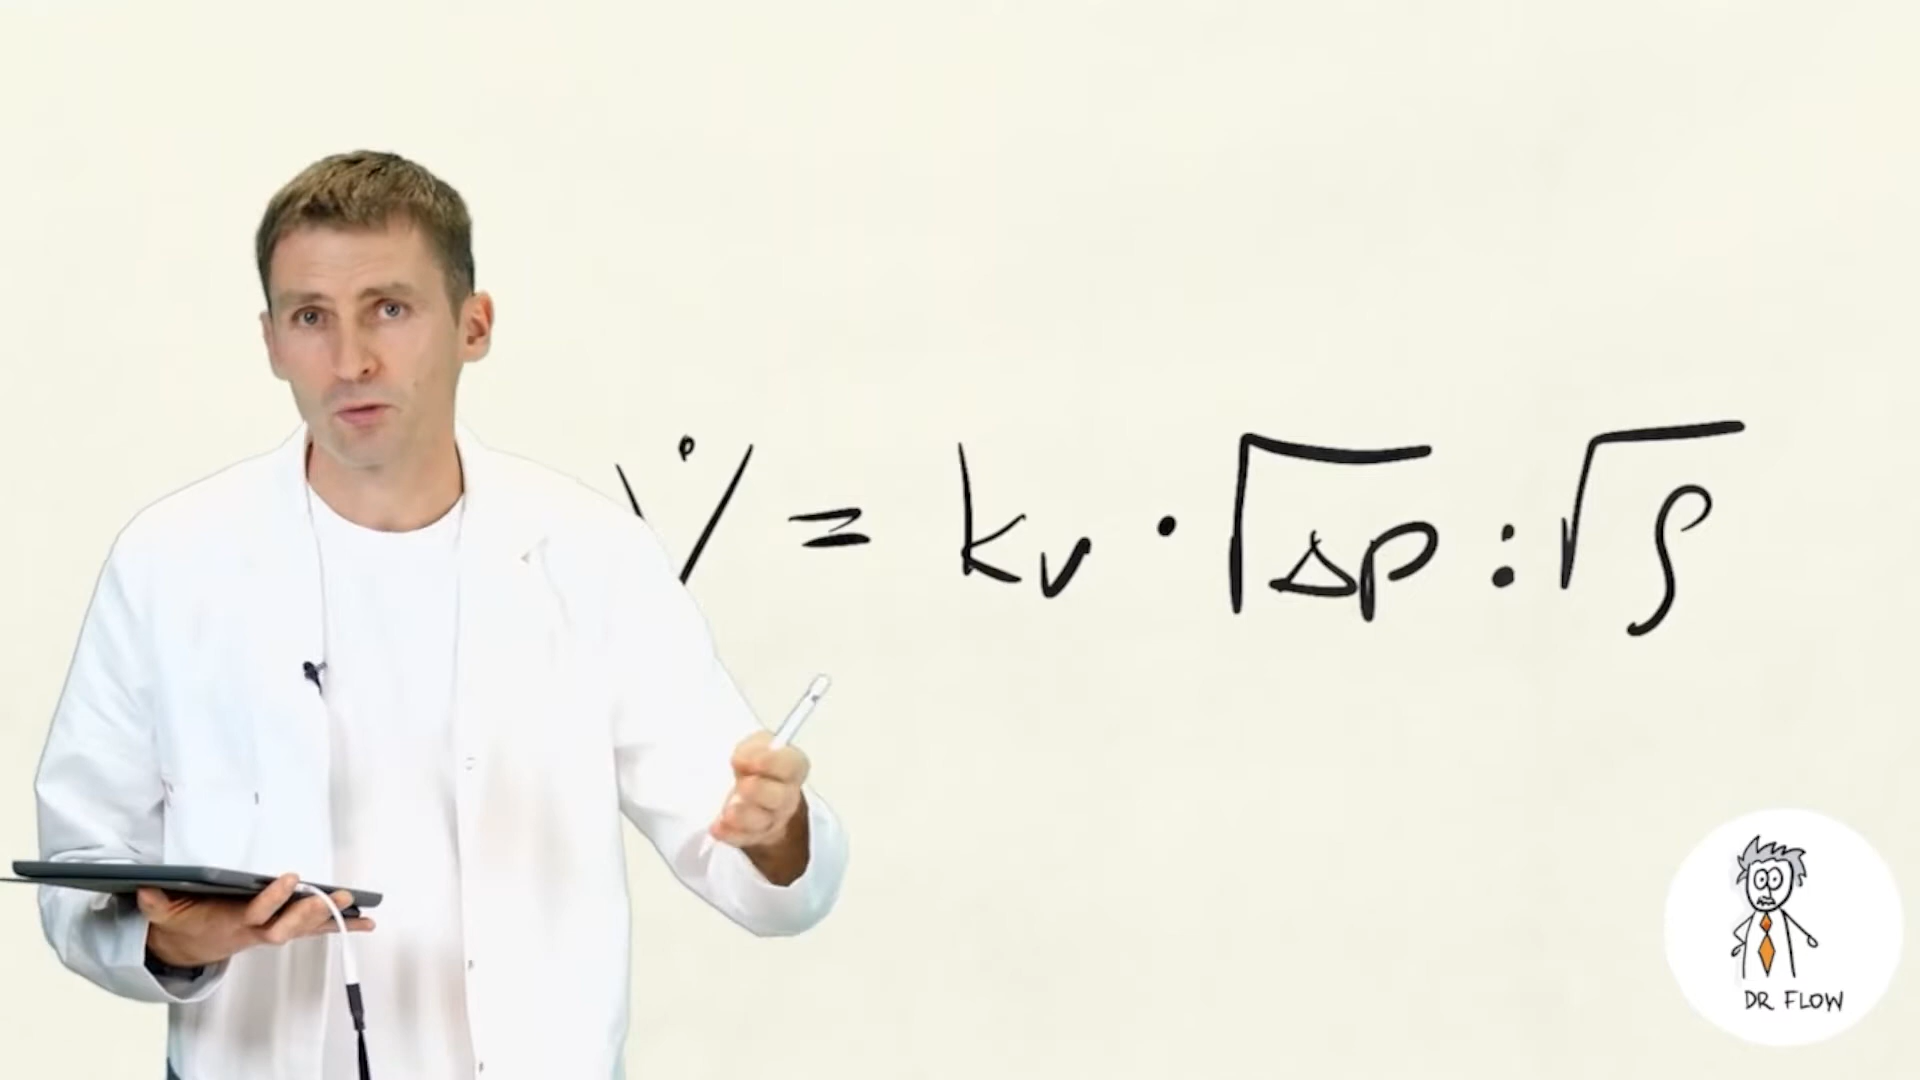 V̇ = kv · √Δp : √ρ
DR FLOW